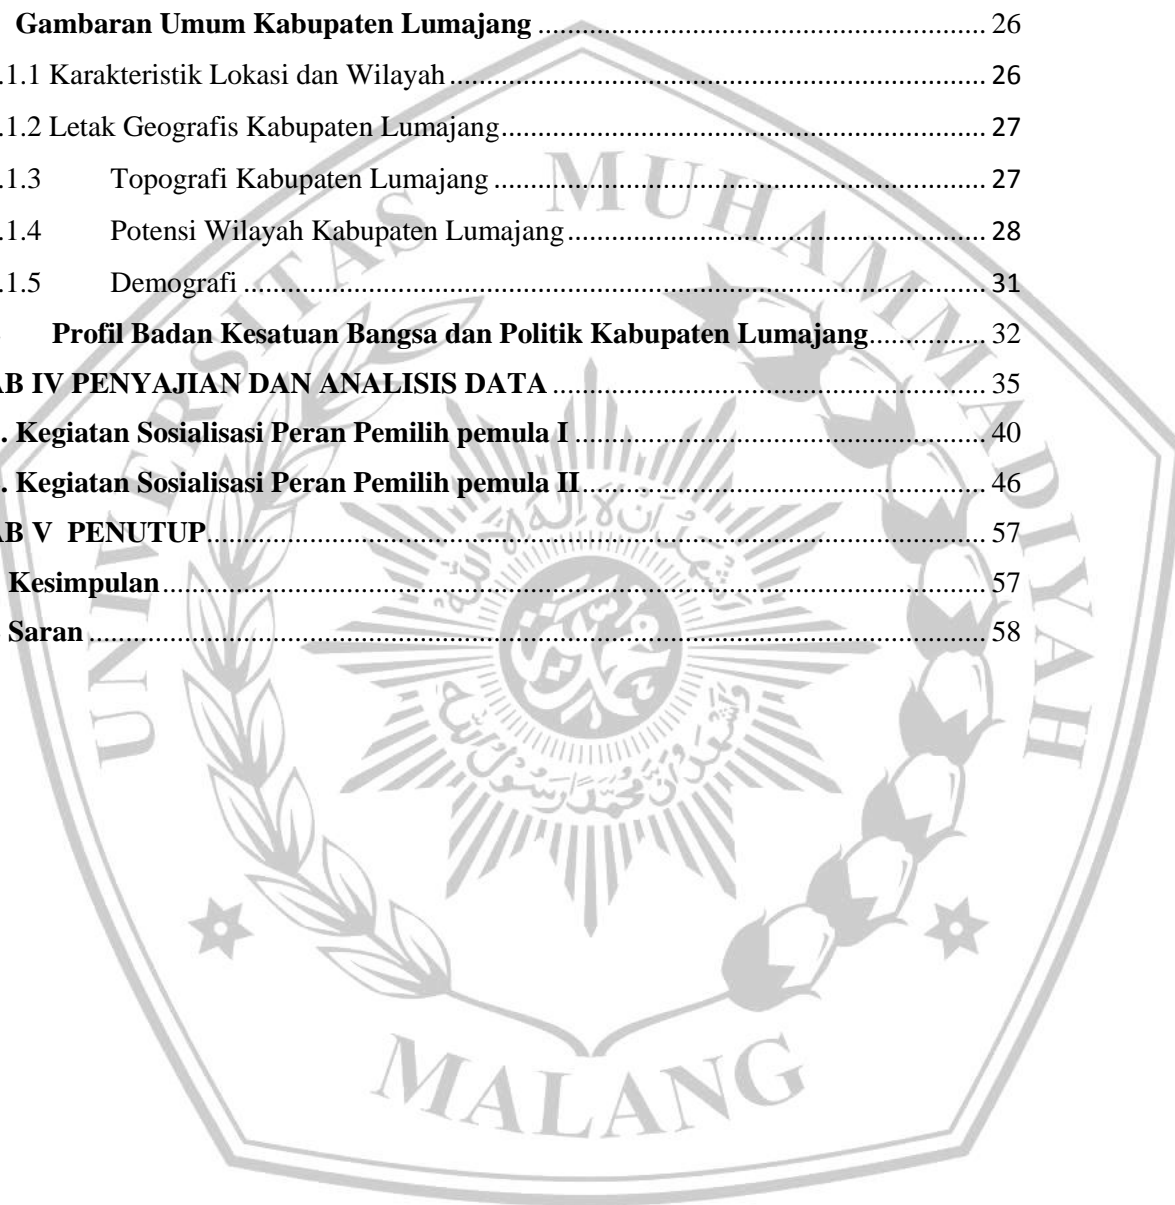 Gambaran Umum Kabupaten Lumajang ........................ 26
.1.1 Karakteristik Lokasi dan Wilayah ........................ 26
.1.2 Letak Geografis Kabupaten Lumajang ........................ 27
.1.3 Topografi Kabupaten Lumajang ........................ 27
.1.4 Potensi Wilayah Kabupaten Lumajang ........................ 28
.1.5 Demografi ........................ 31
Profil Badan Kesatuan Bangsa dan Politik Kabupaten Lumajang ........................ 32
AB IV PENYAJIAN DAN ANALISIS DATA ........................ 35
. Kegiatan Sosialisasi Peran Pemilih pemula I ........................ 40
. Kegiatan Sosialisasi Peran Pemilih pemula II ........................ 46
AB V PENUTUP ........................ 57
Kesimpulan ........................ 57
Saran ........................ 58
UNIVERSITAS MUHAMMADIYAH
MALANG